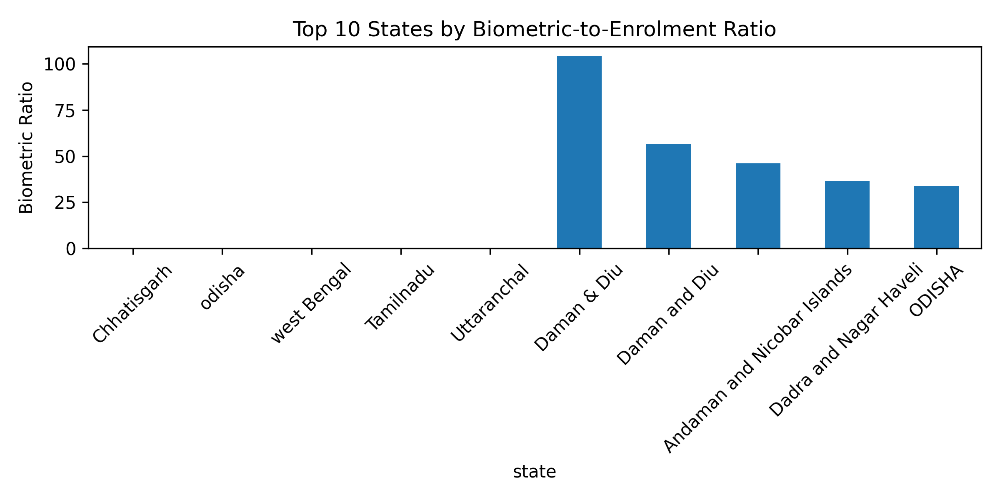 Top 10 States by Biometric-to-Enrolment Ratio
Biometric Ratio
100
75
50
25
0
Chhatisgarh
odisha
west Bengal
Tamilnadu
Uttaranchal
Daman & Diu
Daman and Diu
Andaman and Nicobar Islands
Dadra and Nagar Haveli
ODISHA
state